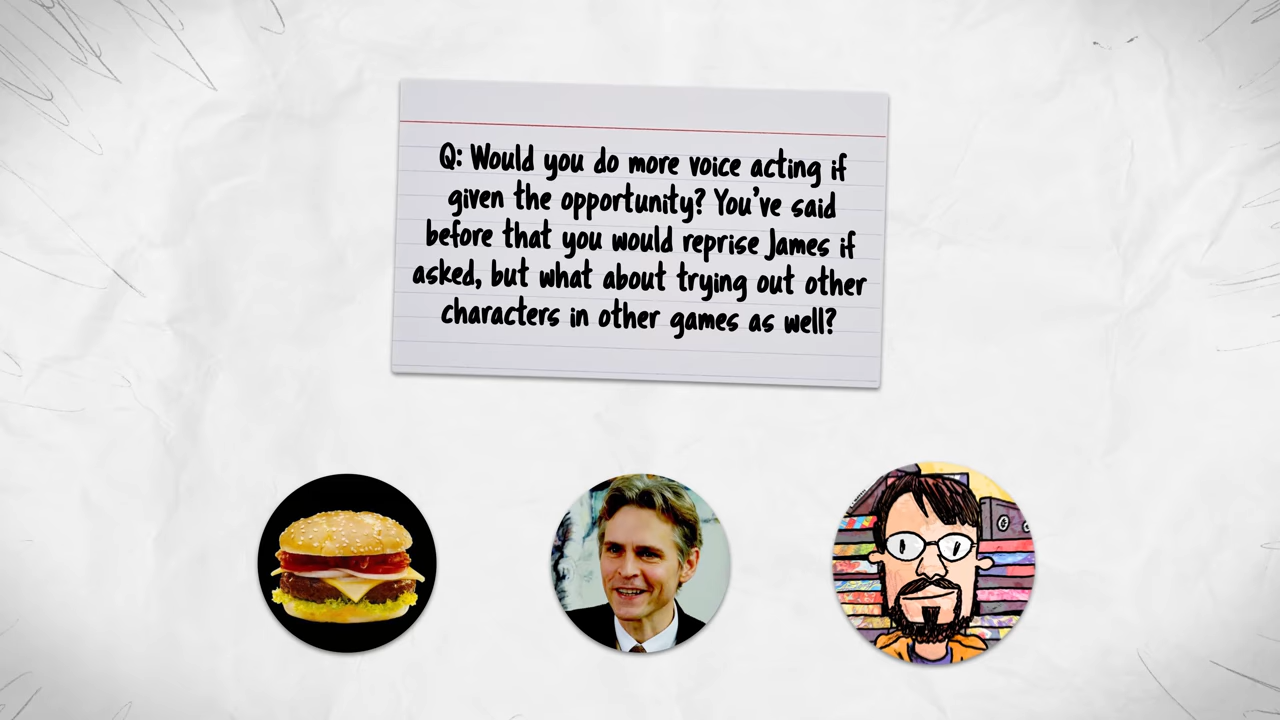 Q: Would you do more voice acting if
given the opportunity? You've said
before that you would reprise James if
asked, but what about trying out other
characters in other games as well?